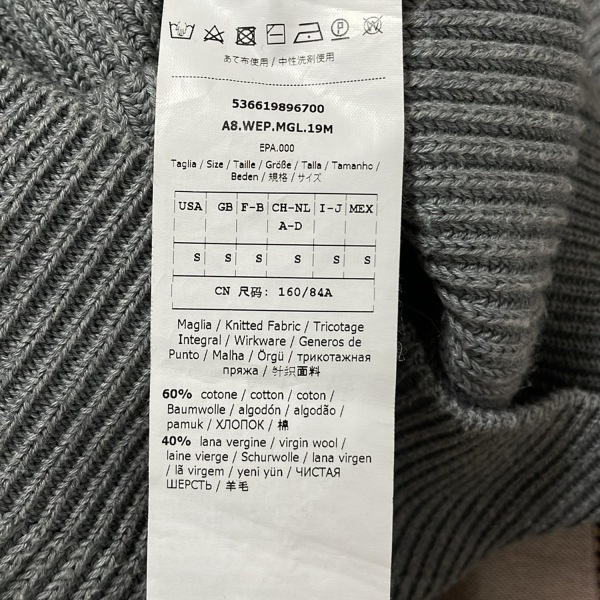 あて布使用 / 中性洗剤使用
536619896700
A8.WEP.MGL.19M
EPA.000
Taglia / Size / Taille / Größe / Talla / Tamanho /
Beden / 規格 / サイズ
USA GB F-B CH-NL I-J MEX
A-D
S S S S S S
CN 尺码: 160/84A
Maglia / Knitted Fabric / Tricotage
Integral / Wirkware / Generos de
Punto / Malha / Örgü / трикотажная
пряжа / 针织面料
60% cotone / cotton / coton /
Baumwolle / algodón / algodão /
pamuk / ХЛОПОК / 棉
40% lana vergine / virgin wool /
laine vierge / Schurwolle / lana virgen
/ lã virgem / yeni yün / ЧИСТАЯ
ШЕРСТЬ / 羊毛